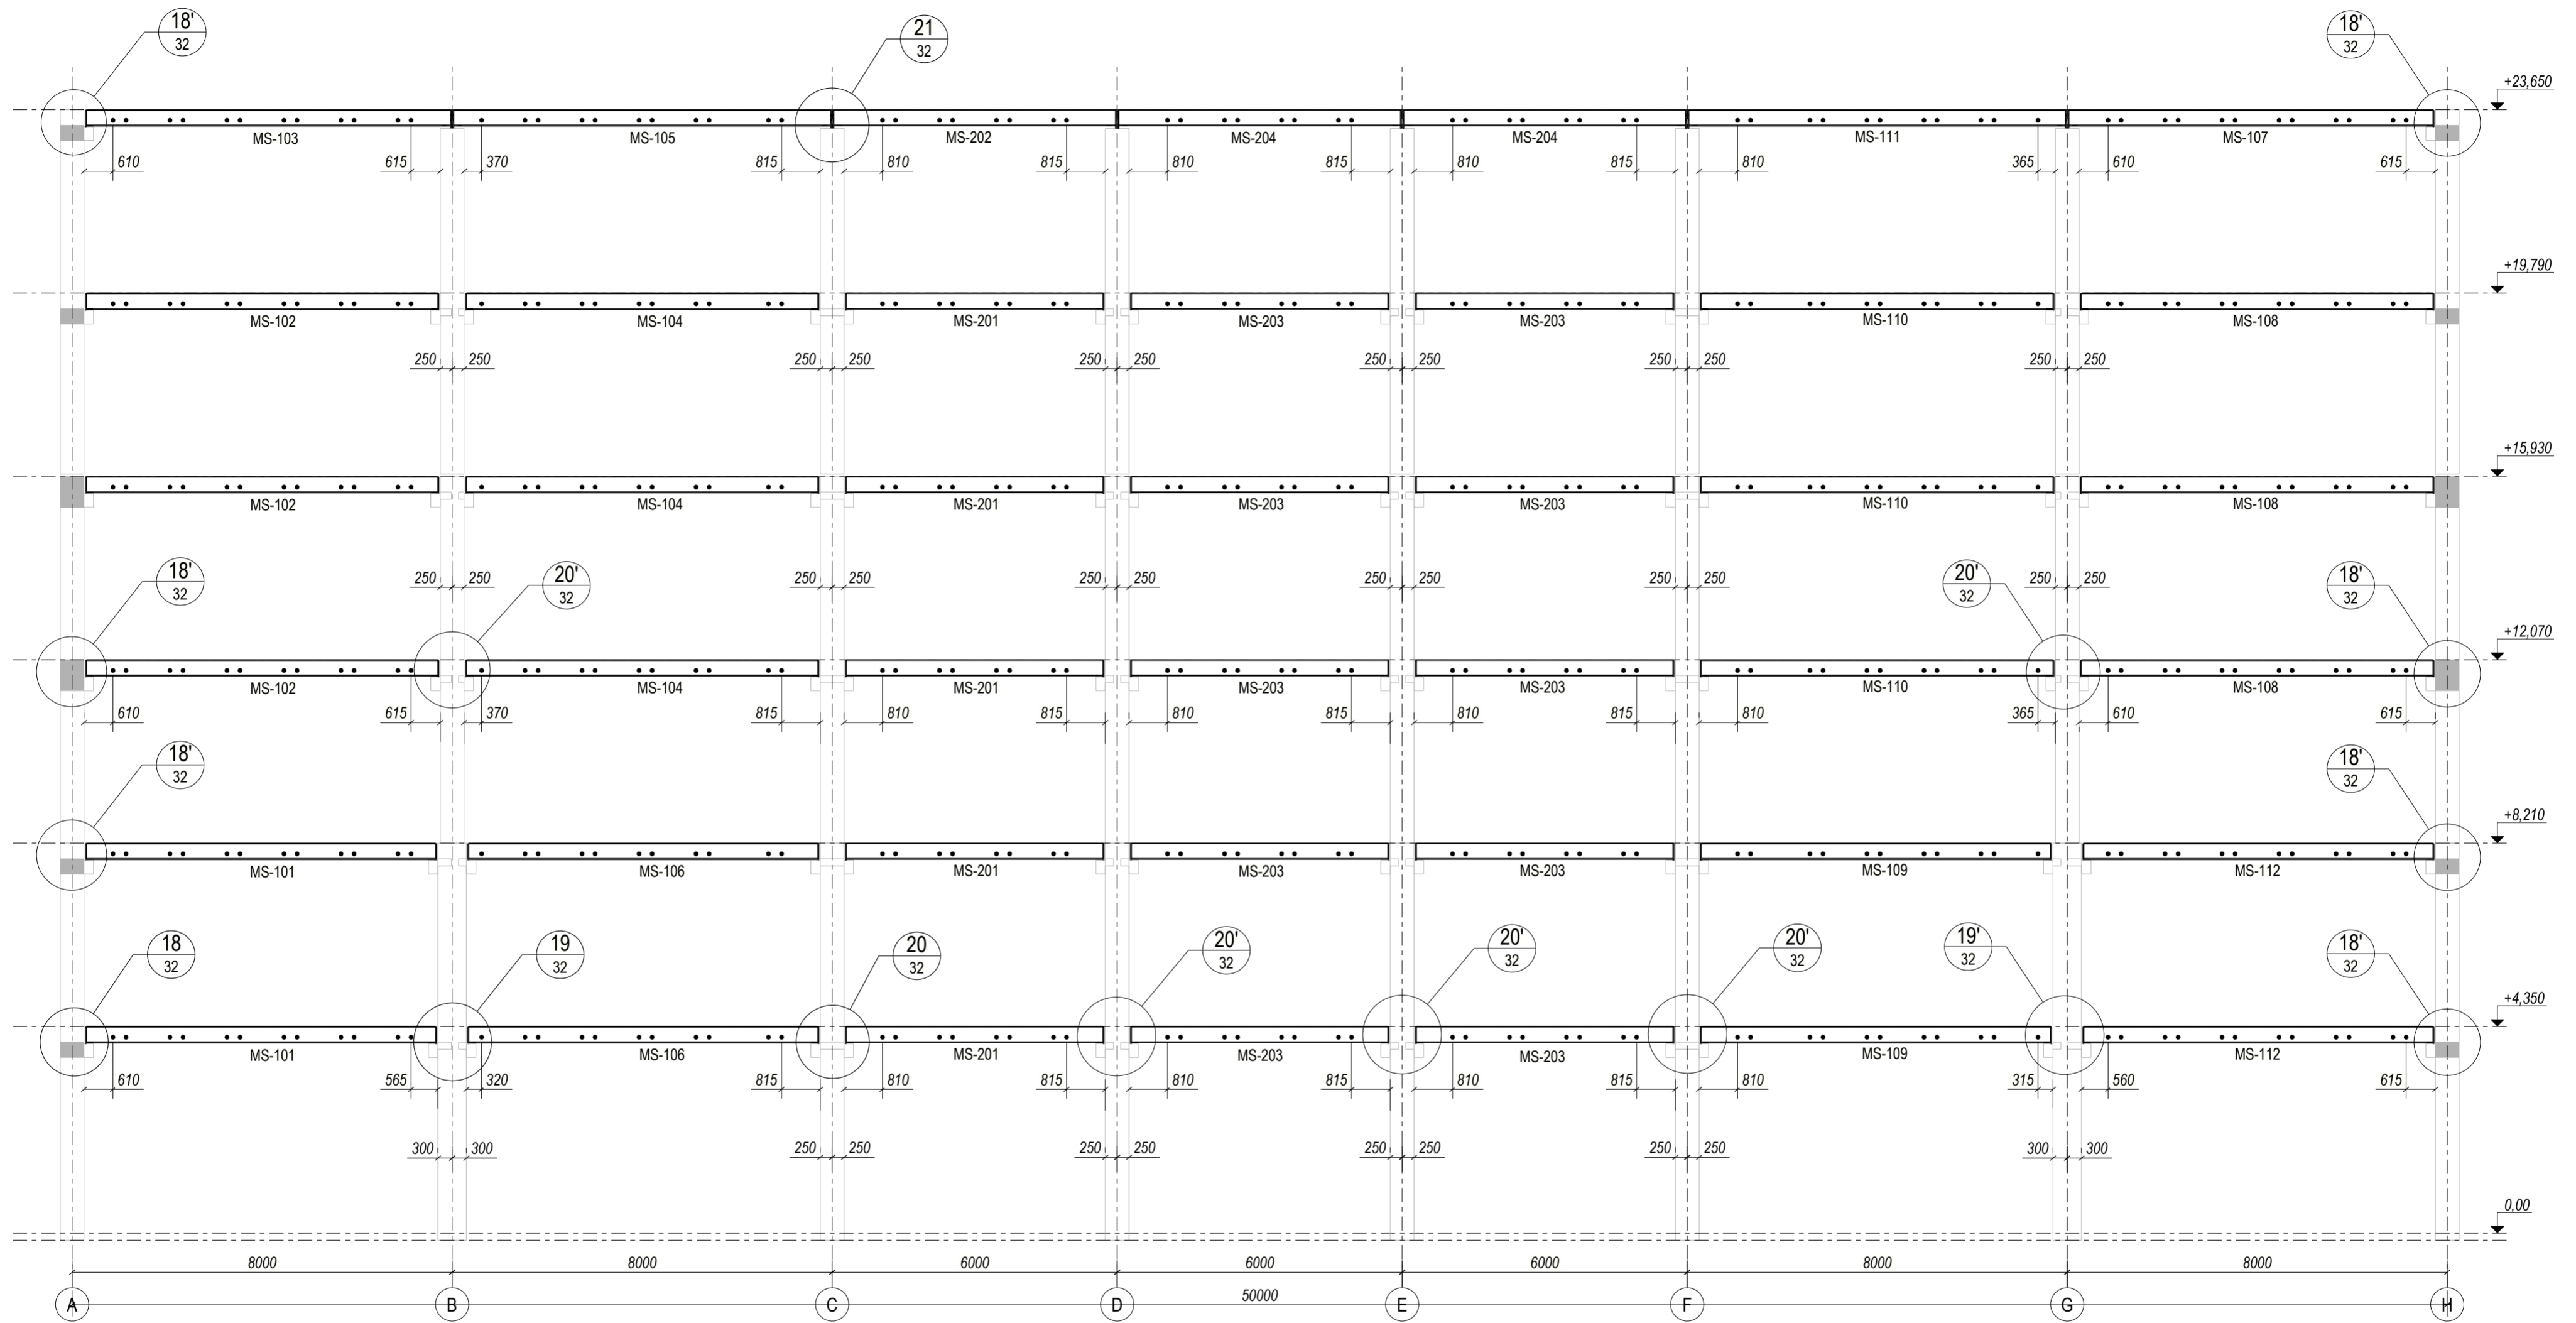 18' 21 18'
32 32 32
+23,650
MS-103 MS-105 MS-202 MS-204 MS-204 MS-111 MS-107
610 615 370 815 810 815 810 815 810 815 810 365 610 615
+19,790
MS-102 MS-104 MS-201 MS-203 MS-203 MS-110 MS-108
250 250 250 250 250 250 250 250 250 250 250 250
+15,930
MS-102 MS-104 MS-201 MS-203 MS-203 MS-110 MS-108
18' 20' 20' 18'
32 32 32 32
250 250 250 250 250 250 250 250 250 250 250 250
+12,070
MS-102 MS-104 MS-201 MS-203 MS-203 MS-110 MS-108
610 615 370 815 810 815 810 815 810 815 810 365 610 615
18' 18'
32 32
+8,210
MS-101 MS-106 MS-201 MS-203 MS-203 MS-109 MS-112
18 19 20 20' 20' 20' 19' 18'
32 32 32 32 32 32 32 32
+4,350
MS-101 MS-106 MS-201 MS-203 MS-203 MS-109 MS-112
610 565 320 815 810 815 810 815 810 815 810 315 560 615
300 300 250 250 250 250 250 250 250 250 300 300
0,00
8000 8000 6000 6000 6000 8000 8000
50000
A B C D E F G H